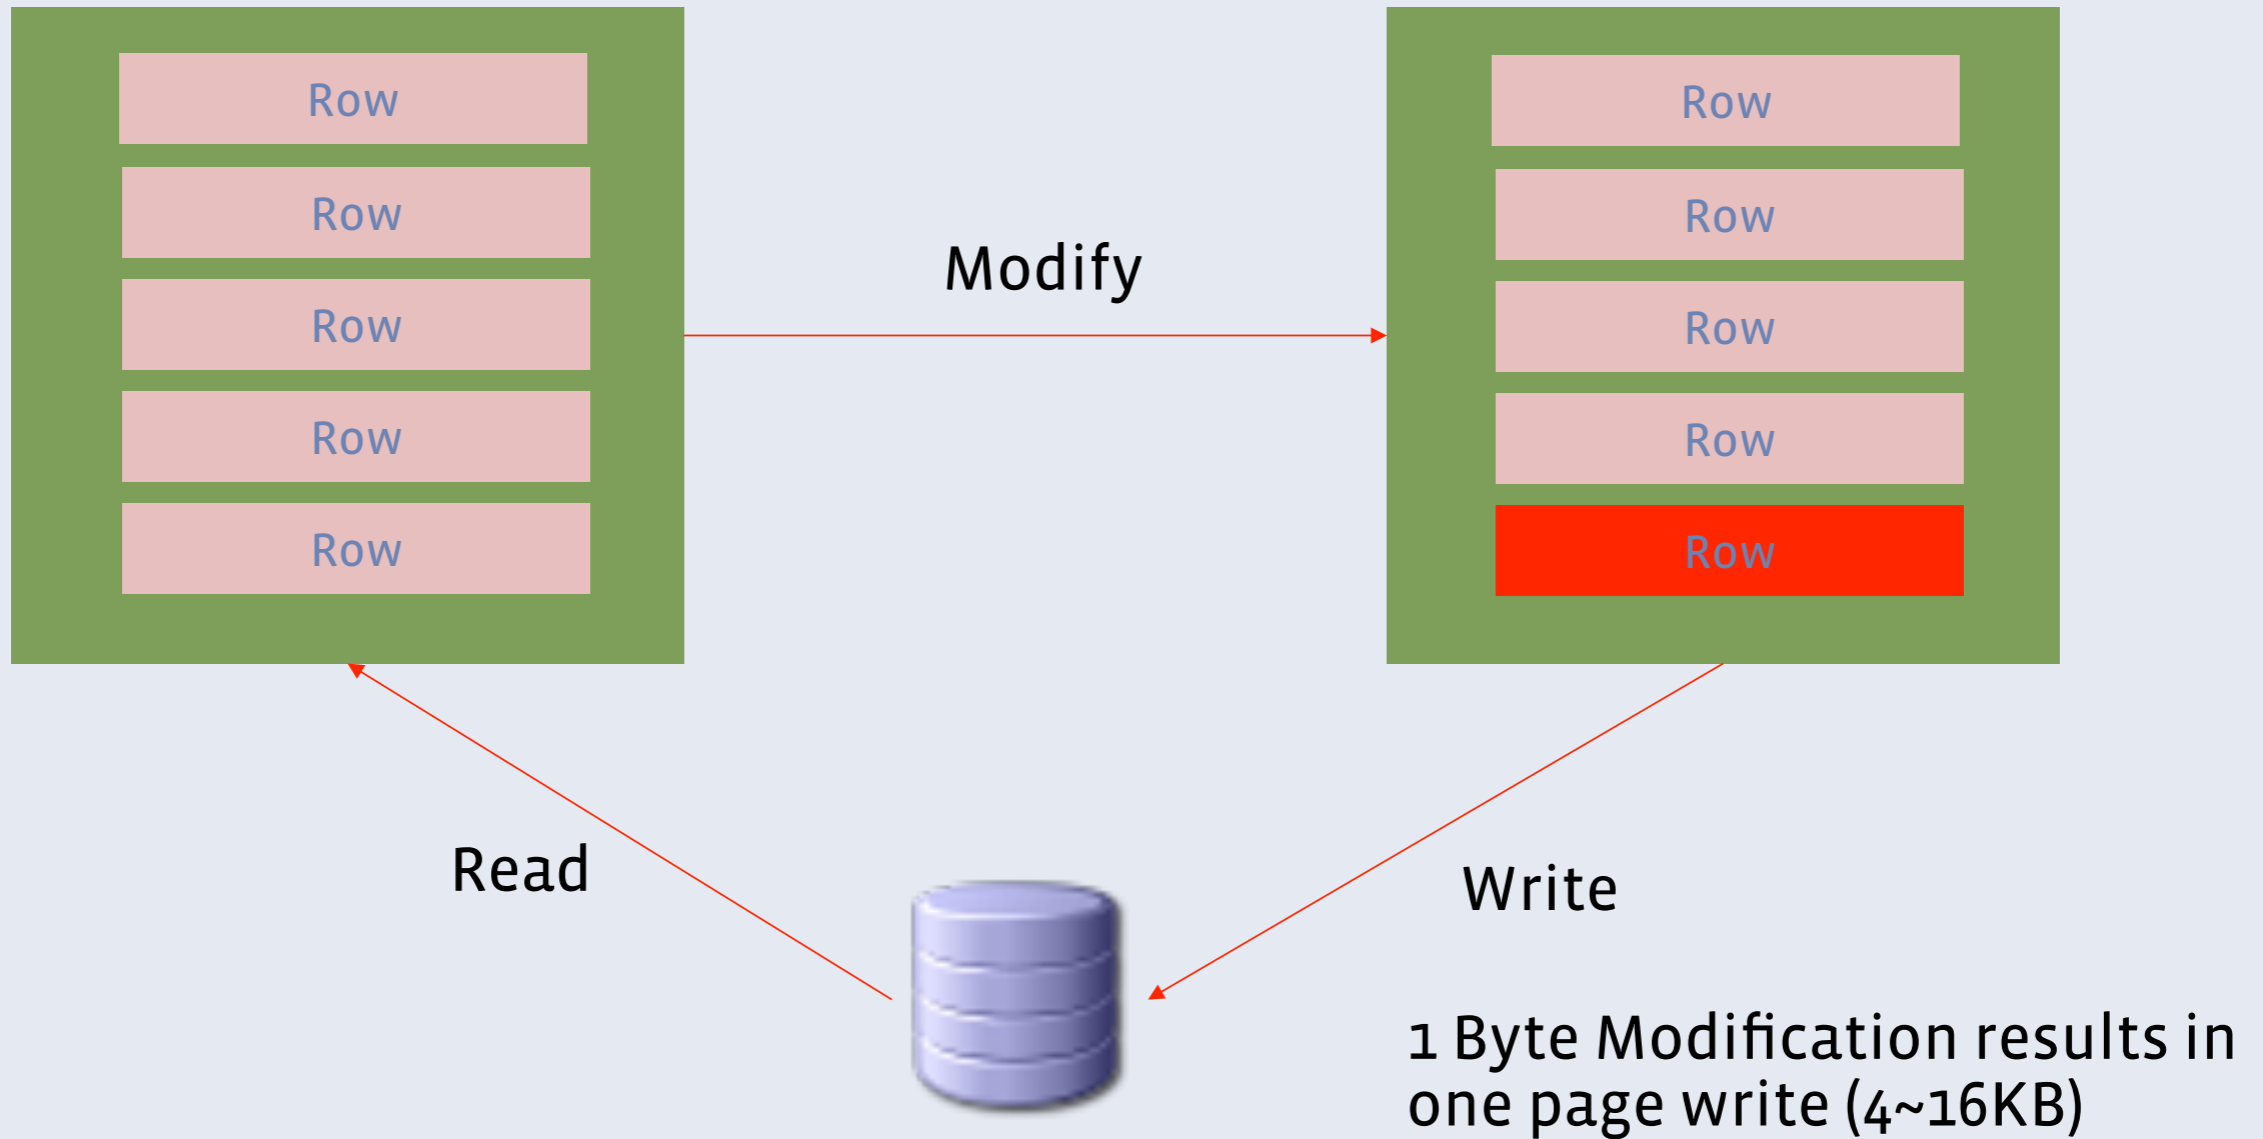 Row
Row
Row
Row
Row
Modify
Row
Row
Row
Row
Row
Read
Write
1 Byte Modification results in
one page write (4~16KB)